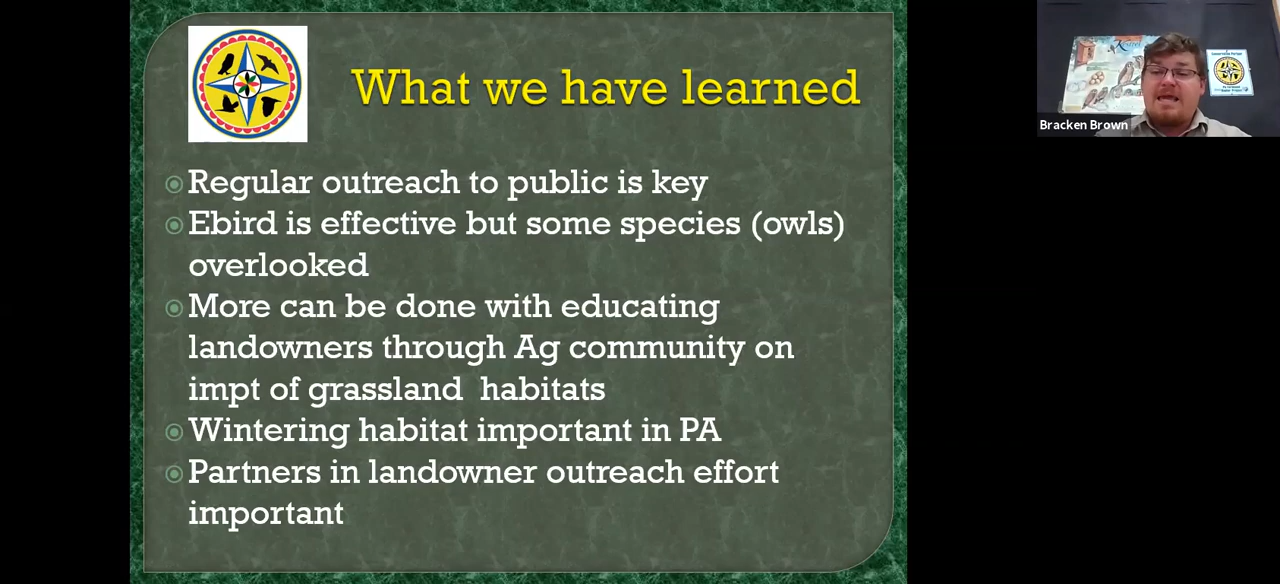 What we have learned
Regular outreach to public is key
Ebird is effective but some species (owls)
overlooked
More can be done with educating
landowners through Ag community on
impt of grassland  habitats
Wintering habitat important in PA
Partners in landowner outreach effort
important
Kestrel
Bracken Brown